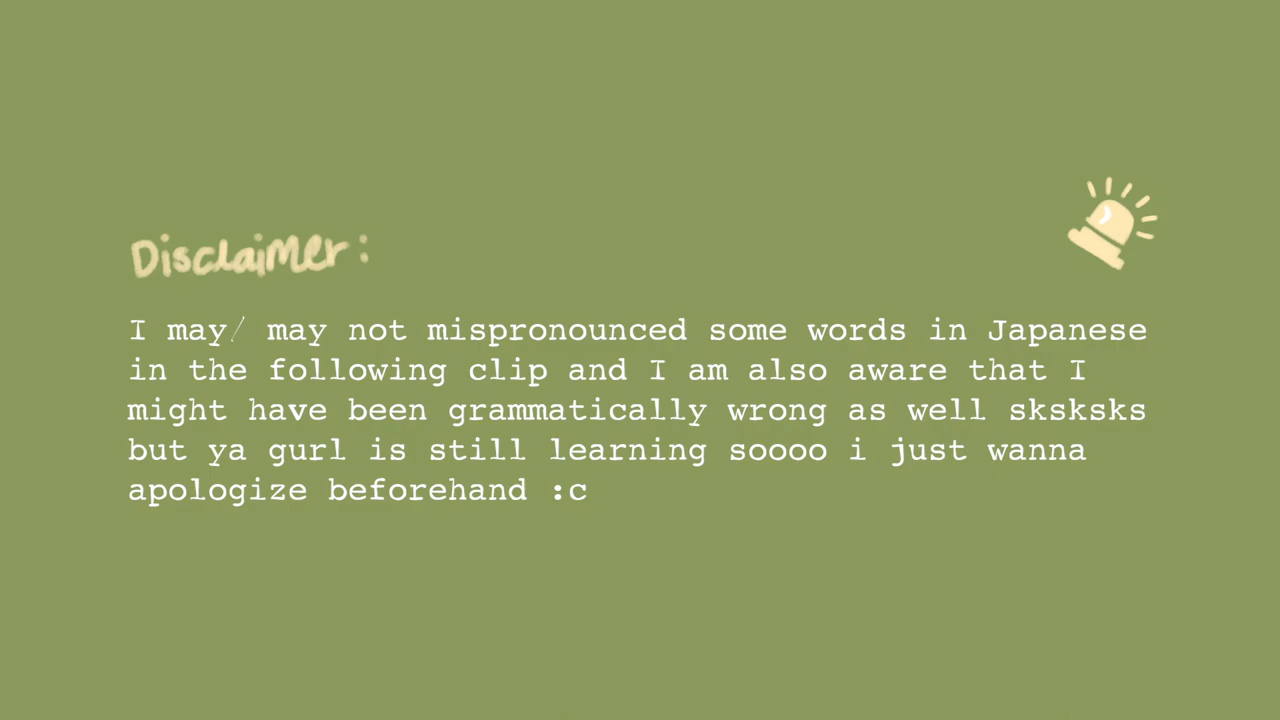 Disclaimer:
I may/ may not mispronounced some words in Japanese
in the following clip and I am also aware that I
might have been grammatically wrong as well sksksks
but ya gurl is still learning soooo i just wanna
apologize beforehand :c